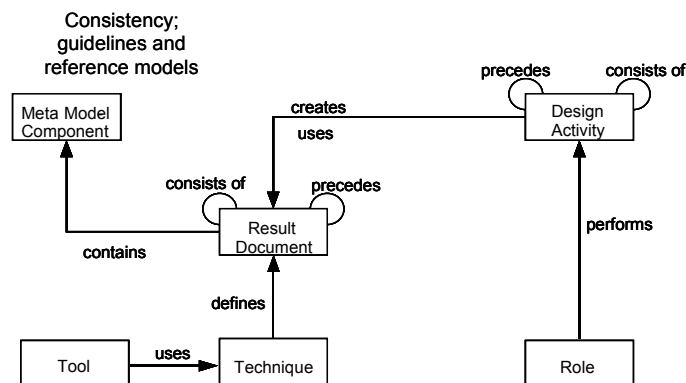 Consistency;
guidelines and
reference models
precedes
consists of
Meta Model
Component
creates
uses
Design
Activity
consists of
precedes
Result
Document
contains
performs
defines
Tool
uses
Technique
Role